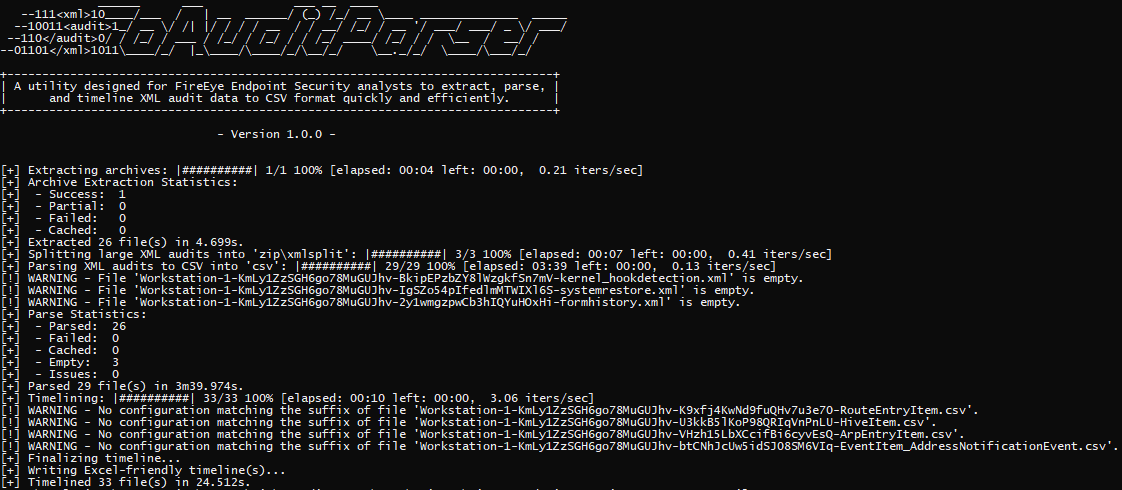 --111<xml>10
--10011<audit>1
--110</audit>0
--01101</xml>1011
GoAuditParser
A utility designed for FireEye Endpoint Security analysts to extract, parse,
and timeline XML audit data to CSV format quickly and efficiently.
- Version 1.0.0 -
[+] Extracting archives: |##########| 1/1 100% [elapsed: 00:04 left: 00:00,  0.21 iters/sec]
[+] Archive Extraction Statistics:
[+]  - Success:  1
[+]  - Partial:  0
[+]  - Failed:   0
[+]  - Cached:   0
[+] Extracted 26 file(s) in 4.699s.
[+] Splitting large XML audits into 'zip\xmlsplit': |##########| 3/3 100% [elapsed: 00:07 left: 00:00,  0.41 iters/sec]
[+] Parsing XML audits to CSV into 'csv': |##########| 29/29 100% [elapsed: 03:39 left: 00:00,  0.13 iters/sec]
[!] WARNING - File 'Workstation-1-KmLy1ZzSGH6go78MuGUJhv-BkipEPzbZY8lWzgkfSn7mV-kernel_hookdetection.xml' is empty.
[!] WARNING - File 'Workstation-1-KmLy1ZzSGH6go78MuGUJhv-IgSZo54pIfedlmMTWIXl6S-systemrestore.xml' is empty.
[!] WARNING - File 'Workstation-1-KmLy1ZzSGH6go78MuGUJhv-2y1wmgzpwCb3hIQYuHOxHi-formhistory.xml' is empty.
[+] Parse Statistics:
[+]  - Parsed:  26
[+]  - Failed:  0
[+]  - Cached:  0
[+]  - Empty:   3
[+]  - Issues:  0
[+] Parsed 29 file(s) in 3m39.974s.
[+] Timelining: |##########| 33/33 100% [elapsed: 00:10 left: 00:00,  3.06 iters/sec]
[!] WARNING - No configuration matching the suffix of file 'Workstation-1-KmLy1ZzSGH6go78MuGUJhv-K9xfj4KwNd9fuQHv7u3e7O-RouteEntryItem.csv'.
[!] WARNING - No configuration matching the suffix of file 'Workstation-1-KmLy1ZzSGH6go78MuGUJhv-U3kkB5lKoP98QRIqVnPnLU-HiveItem.csv'.
[!] WARNING - No configuration matching the suffix of file 'Workstation-1-KmLy1ZzSGH6go78MuGUJhv-VHzh15LbXCcifBi6cyvEsQ-ArpEntryItem.csv'.
[!] WARNING - No configuration matching the suffix of file 'Workstation-1-KmLy1ZzSGH6go78MuGUJhv-btCNhJcUw5idSJO8SM6VIq-EventItem_AddressNotificationEvent.csv'.
[+] Finalizing timeline...
[+] Writing Excel-friendly timeline(s)...
[+] Timelined 33 file(s) in 24.512s.